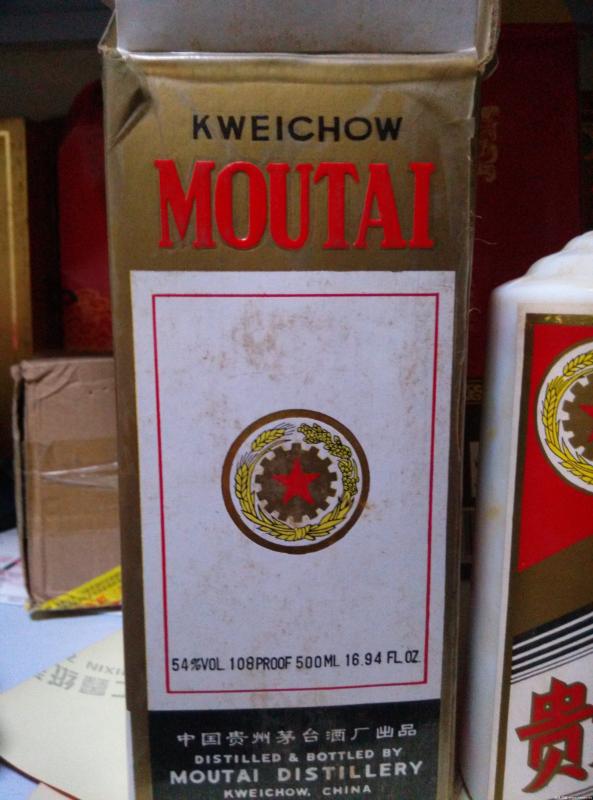 KWEICHOW
MOUTAI
54%VOL. 108PROOF 500ML 16.94 FL.OZ.
中国贵州茅台酒厂出品
DISTILLED & BOTTLED BY
MOUTAI DISTILLERY
KWEICHOW, CHINA
贵